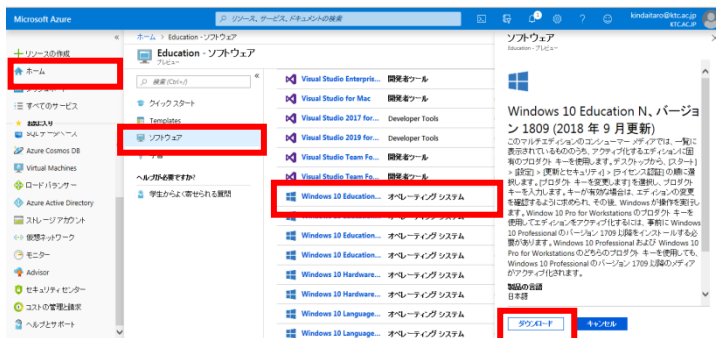 Microsoft Azure
リソース、サービス、ドキュメントの検索
kindaitaro@ktc.ac.jp
KTC.AC.JP
リソースの作成
ホーム
すべてのサービス
お気に入り
SQL データベース
Azure Cosmos DB
Virtual Machines
ロード バランサー
Azure Active Directory
ストレージ アカウント
仮想ネットワーク
モニター
Advisor
セキュリティ センター
コストの管理と請求
ヘルプとサポート
ホーム > Education - ソフトウェア
Education - ソフトウェア
プレビュー
検索 (Ctrl+/)
クイック スタート
Templates
ソフトウェア
学習
ヘルプが必要ですか?
学生からよく寄せられる質問
Visual Studio Enterpris... 開発者ツール
Visual Studio for Mac 開発者ツール
Visual Studio 2017 for... Developer Tools
Visual Studio 2019 for... Developer Tools
Visual Studio Team Fo... 開発者ツール
Visual Studio Team Fo... 開発者ツール
Windows 10 Education... オペレーティング システム
Windows 10 Education... オペレーティング システム
Windows 10 Education... オペレーティング システム
Windows 10 Hardware... オペレーティング システム
Windows 10 Hardware... オペレーティング システム
Windows 10 Language... オペレーティング システム
Windows 10 Language... オペレーティング システム
ソフトウェア
Education - プレビュー
Windows 10 Education N、バージョ
ン 1809 (2018 年 9 月更新)
このマルチエディションのコンシューマー メディアでは、一覧に
表示されているもののうち、アクティブ化するエディションに固
有のプロダクト キーを使用します。デスクトップから、[スタート]
> [設定] > [更新とセキュリティ] > [ライセンス認証] の順に選
択します。[プロダクト キーを変更します] を選択し、プロダクト
キーを入力します。キーが有効な場合は、エディションの変更
を確認するように求められ、その後、Windows が操作を実行し
ます。Window 10 Pro for Workstations のプロダクト キーを
使用してエディションをアクティブ化するには、事前に Windows
10 Professional のバージョン 1709 以降をインストールする必
要があります。Windows 10 Professional および Windows 10
Pro for Workstations のどちらのプロダクト キーを使用しても、
Windows 10 Professional のバージョン 1709 以降のメディア
がアクティブ化されます。
製品の言語
日本語
ダウンロード
キャンセル